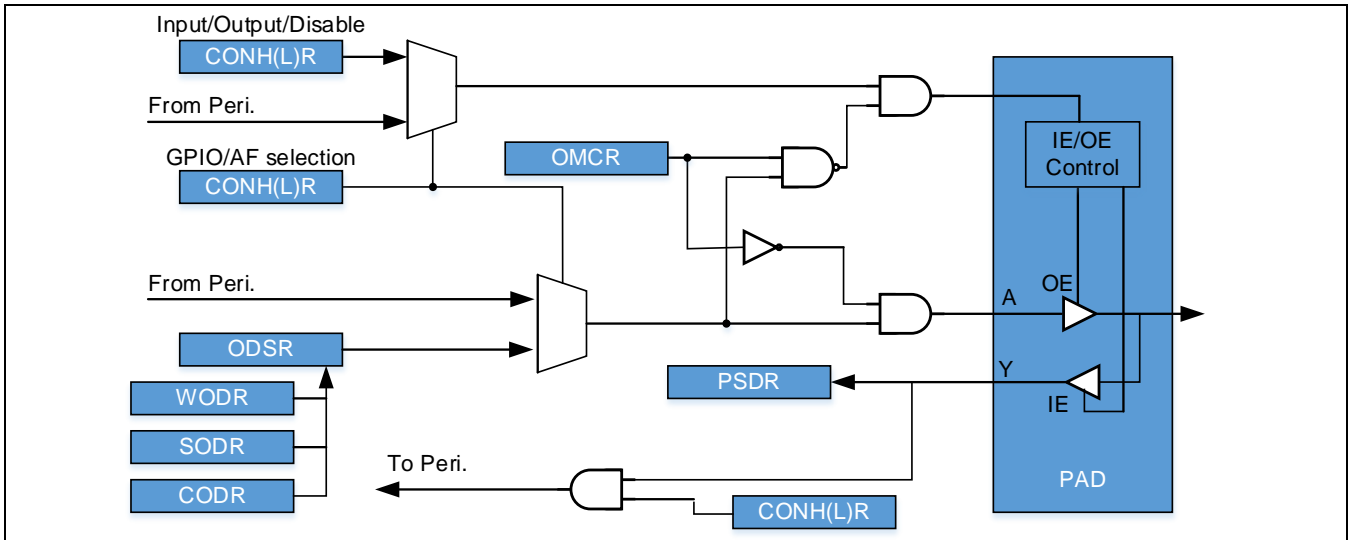 Input/Output/Disable
CONH(L)R
From Peri.
GPIO/AF selection
CONH(L)R
OMCR
IE/OE
Control
From Peri.
ODSR
WODR
SODR
CODR
A
OE
PSDR
Y
IE
To Peri.
CONH(L)R
PAD